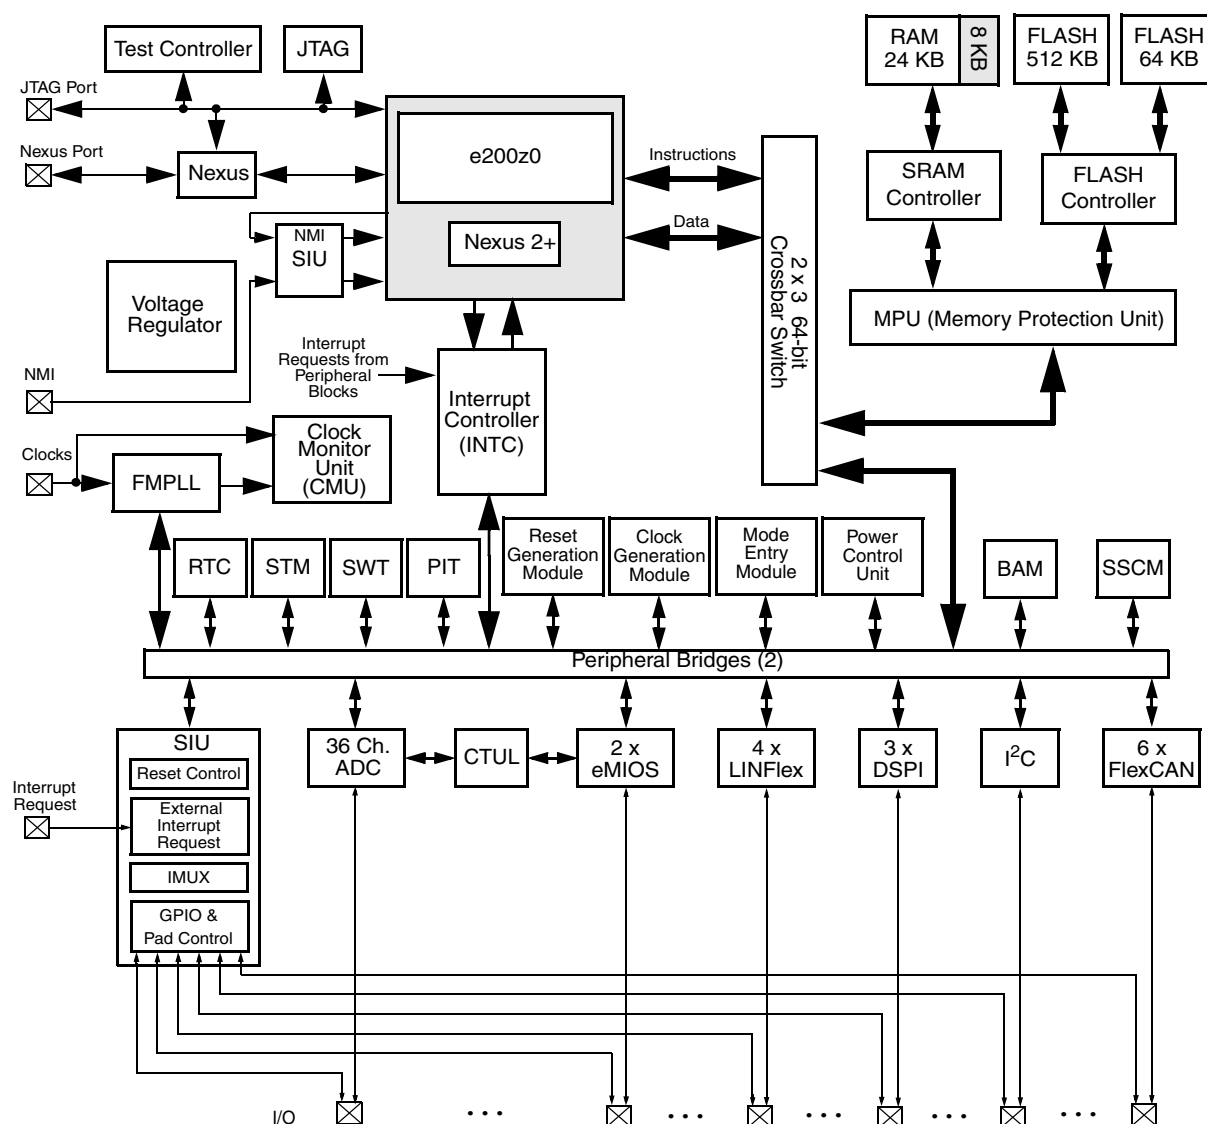 Test Controller
JTAG
RAM
24 KB
8 KB
FLASH
512 KB
FLASH
64 KB
JTAG Port
Nexus Port
Nexus
e200z0
Nexus 2+
Instructions
Data
SRAM
Controller
FLASH
Controller
NMI
SIU
Voltage
Regulator
2 x 3 64-bit
Crossbar Switch
MPU (Memory Protection Unit)
NMI
Interrupt
Requests from
Peripheral
Blocks
Interrupt
Controller
(INTC)
Clocks
FMPLL
Clock
Monitor
Unit
(CMU)
RTC
STM
SWT
PIT
Reset
Generation
Module
Clock
Generation
Module
Mode
Entry
Module
Power
Control
Unit
BAM
SSCM
Peripheral Bridges (2)
SIU
Reset Control
External
Interrupt
Request
IMUX
GPIO &
Pad Control
Interrupt
Request
36 Ch.
ADC
CTUL
2 x
eMIOS
4 x
LINFlex
3 x
DSPI
I²C
6 x
FlexCAN
I/O
... ... ... ... ...